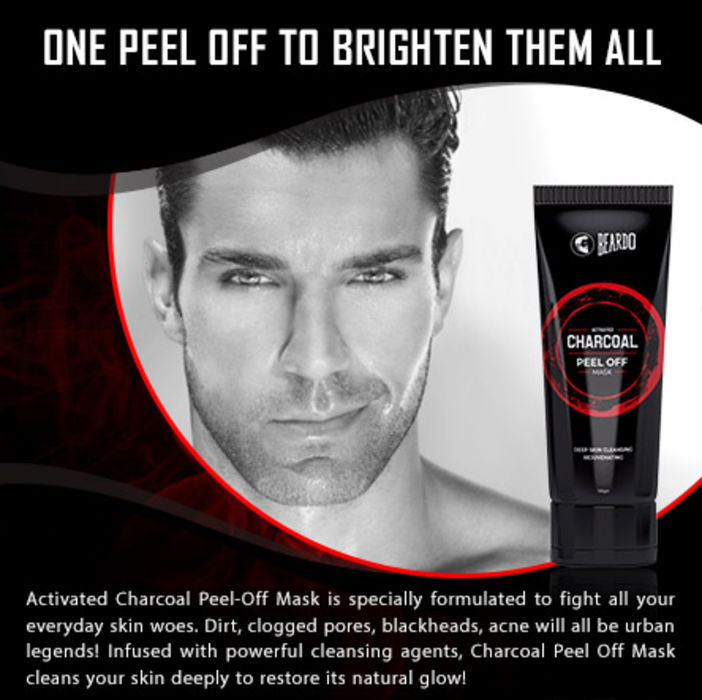 ONE PEEL OFF TO BRIGHTEN THEM ALL
BEARDO
ACTIVATED
CHARCOAL
PEEL OFF
MASK
DEEP SKIN CLEANSING
REJUVENATING
Activated Charcoal Peel-Off Mask is specially formulated to fight all your
everyday skin woes. Dirt, clogged pores, blackheads, acne will all be urban
legends! Infused with powerful cleansing agents, Charcoal Peel Off Mask
cleans your skin deeply to restore its natural glow!